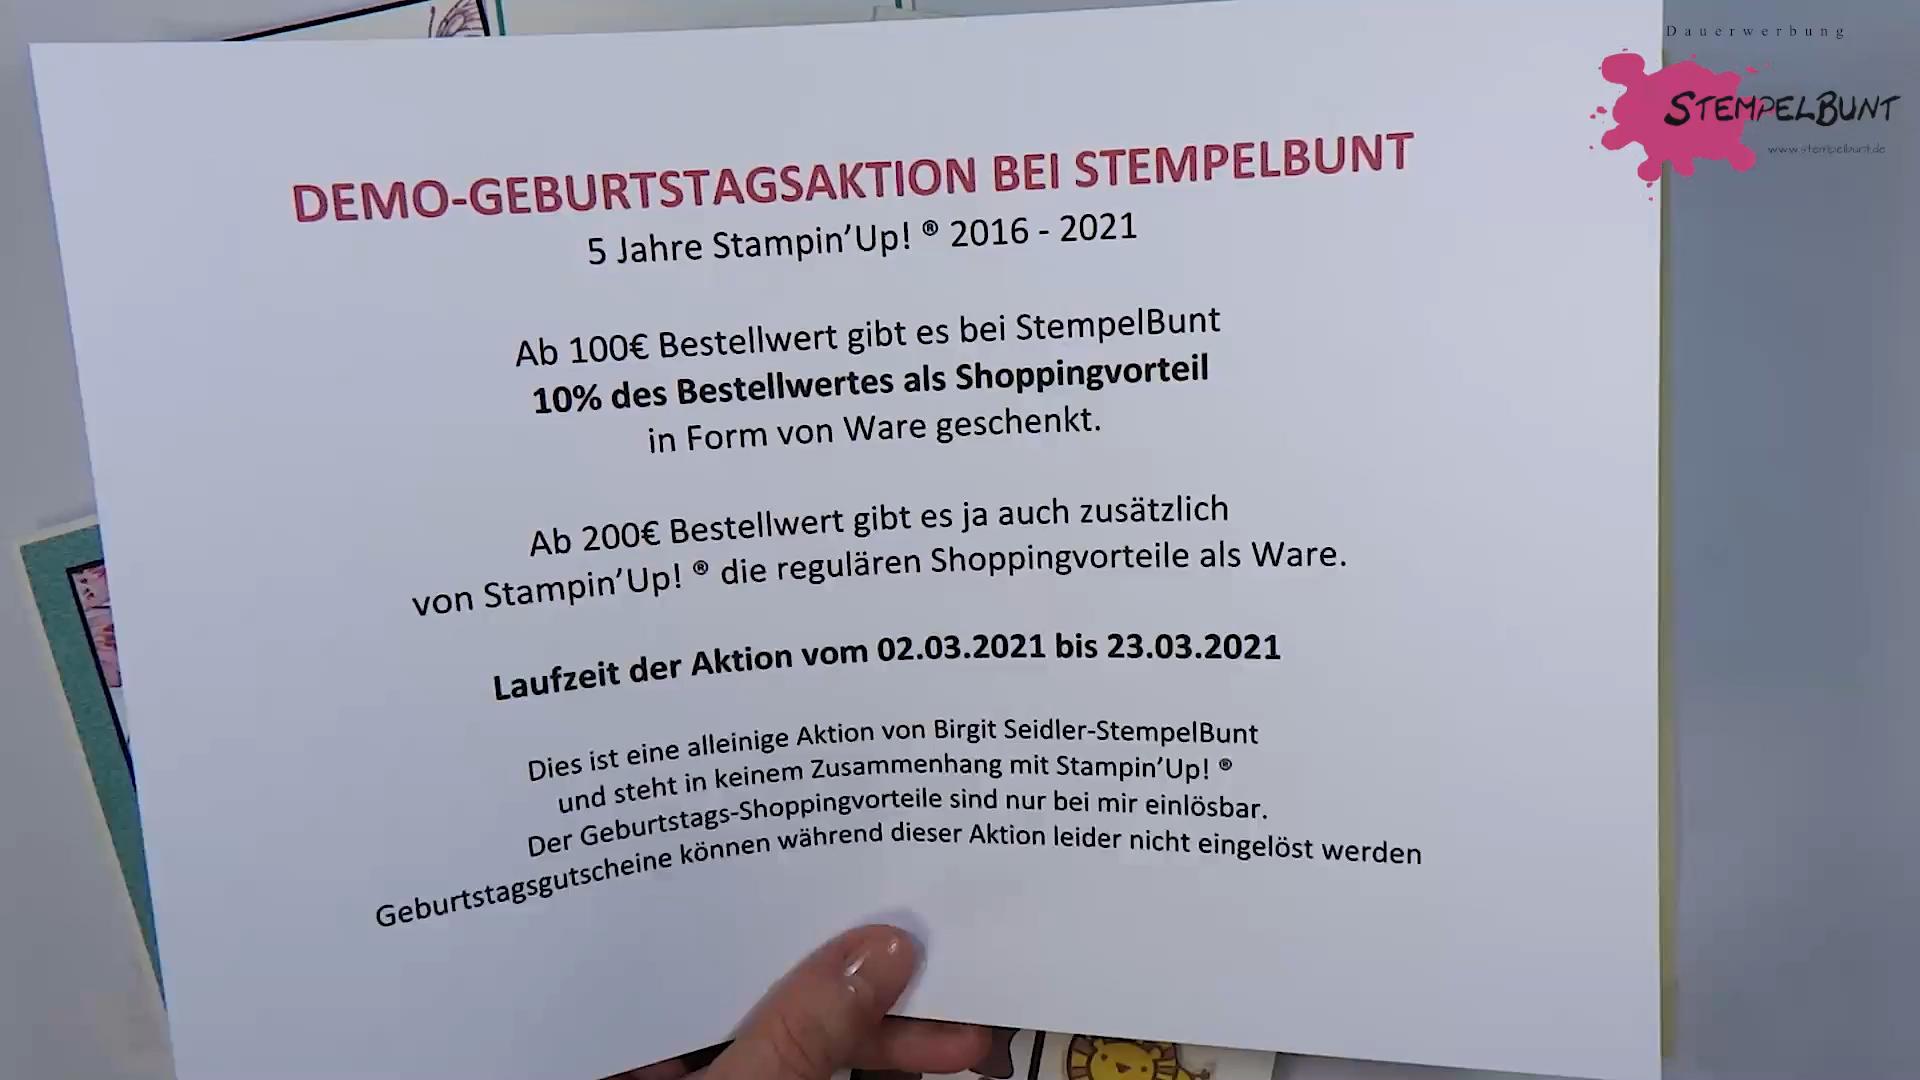 Dauerwerbung
STEMPELBUNT
www.stempelbunt.de
DEMO-GEBURTSTAGSAKTION BEI STEMPELBUNT
5 Jahre Stampin’Up! ® 2016 - 2021
Ab 100€ Bestellwert gibt es bei StempelBunt
10% des Bestellwertes als Shoppingvorteil
in Form von Ware geschenkt.
Ab 200€ Bestellwert gibt es ja auch zusätzlich
von Stampin’Up! ® die regulären Shoppingvorteile als Ware.
Laufzeit der Aktion vom 02.03.2021 bis 23.03.2021
Dies ist eine alleinige Aktion von Birgit Seidler-StempelBunt
und steht in keinem Zusammenhang mit Stampin’Up! ®
Der Geburtstags-Shoppingvorteile sind nur bei mir einlösbar.
Geburtstagsgutscheine können während dieser Aktion leider nicht eingelöst werden